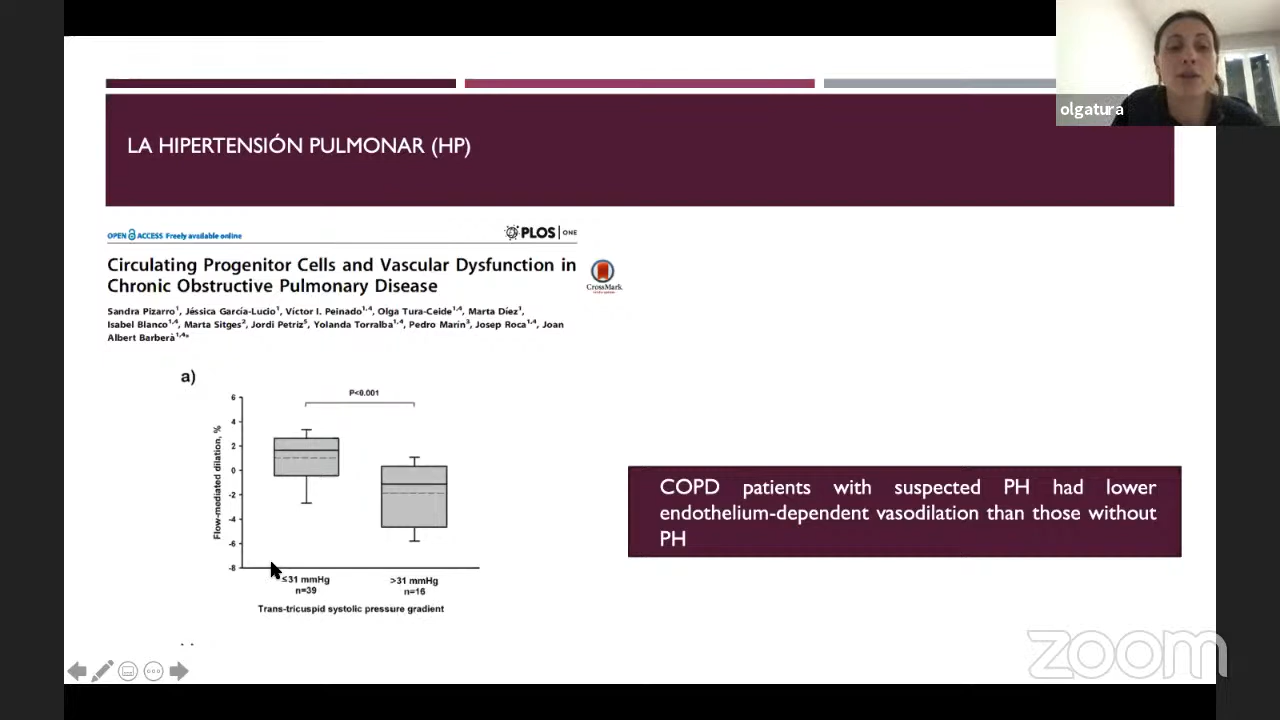 olgatura
LA HIPERTENSIÓN PULMONAR (HP)
OPEN ACCESS Freely available online
PLOS ONE
Circulating Progenitor Cells and Vascular Dysfunction in
Chronic Obstructive Pulmonary Disease
CrossMark
Sandra Pizarro1, Jéssica García-Lucio1, Víctor I. Peinado1,4, Olga Tura-Ceide1,4, Marta Díez1,
Isabel Blanco1,4, Marta Sitges2, Jordi Petriz5, Yolanda Torralba1,4, Pedro Marín3, Josep Roca1,4, Joan
Albert Barberà1,4*
a)
P<0.001
Flow-mediated dilation, %
6
4
2
0
-2
-4
-6
-8
≤31 mmHg
n=39
>31 mmHg
n=16
Trans-tricuspid systolic pressure gradient
COPD patients with suspected PH had lower
endothelium-dependent vasodilation than those without
PH
zoom